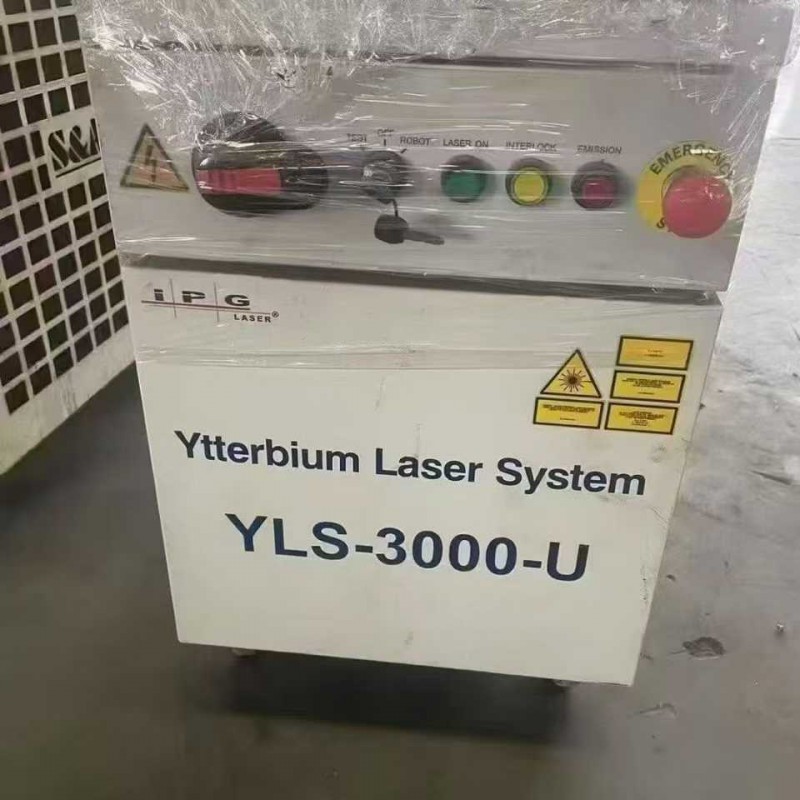 S&A
TEST OFF ROBOT LASER ON INTERLOCK EMISSION
EMERGENCY
IPG
LASER®
Ytterbium Laser System
YLS-3000-U